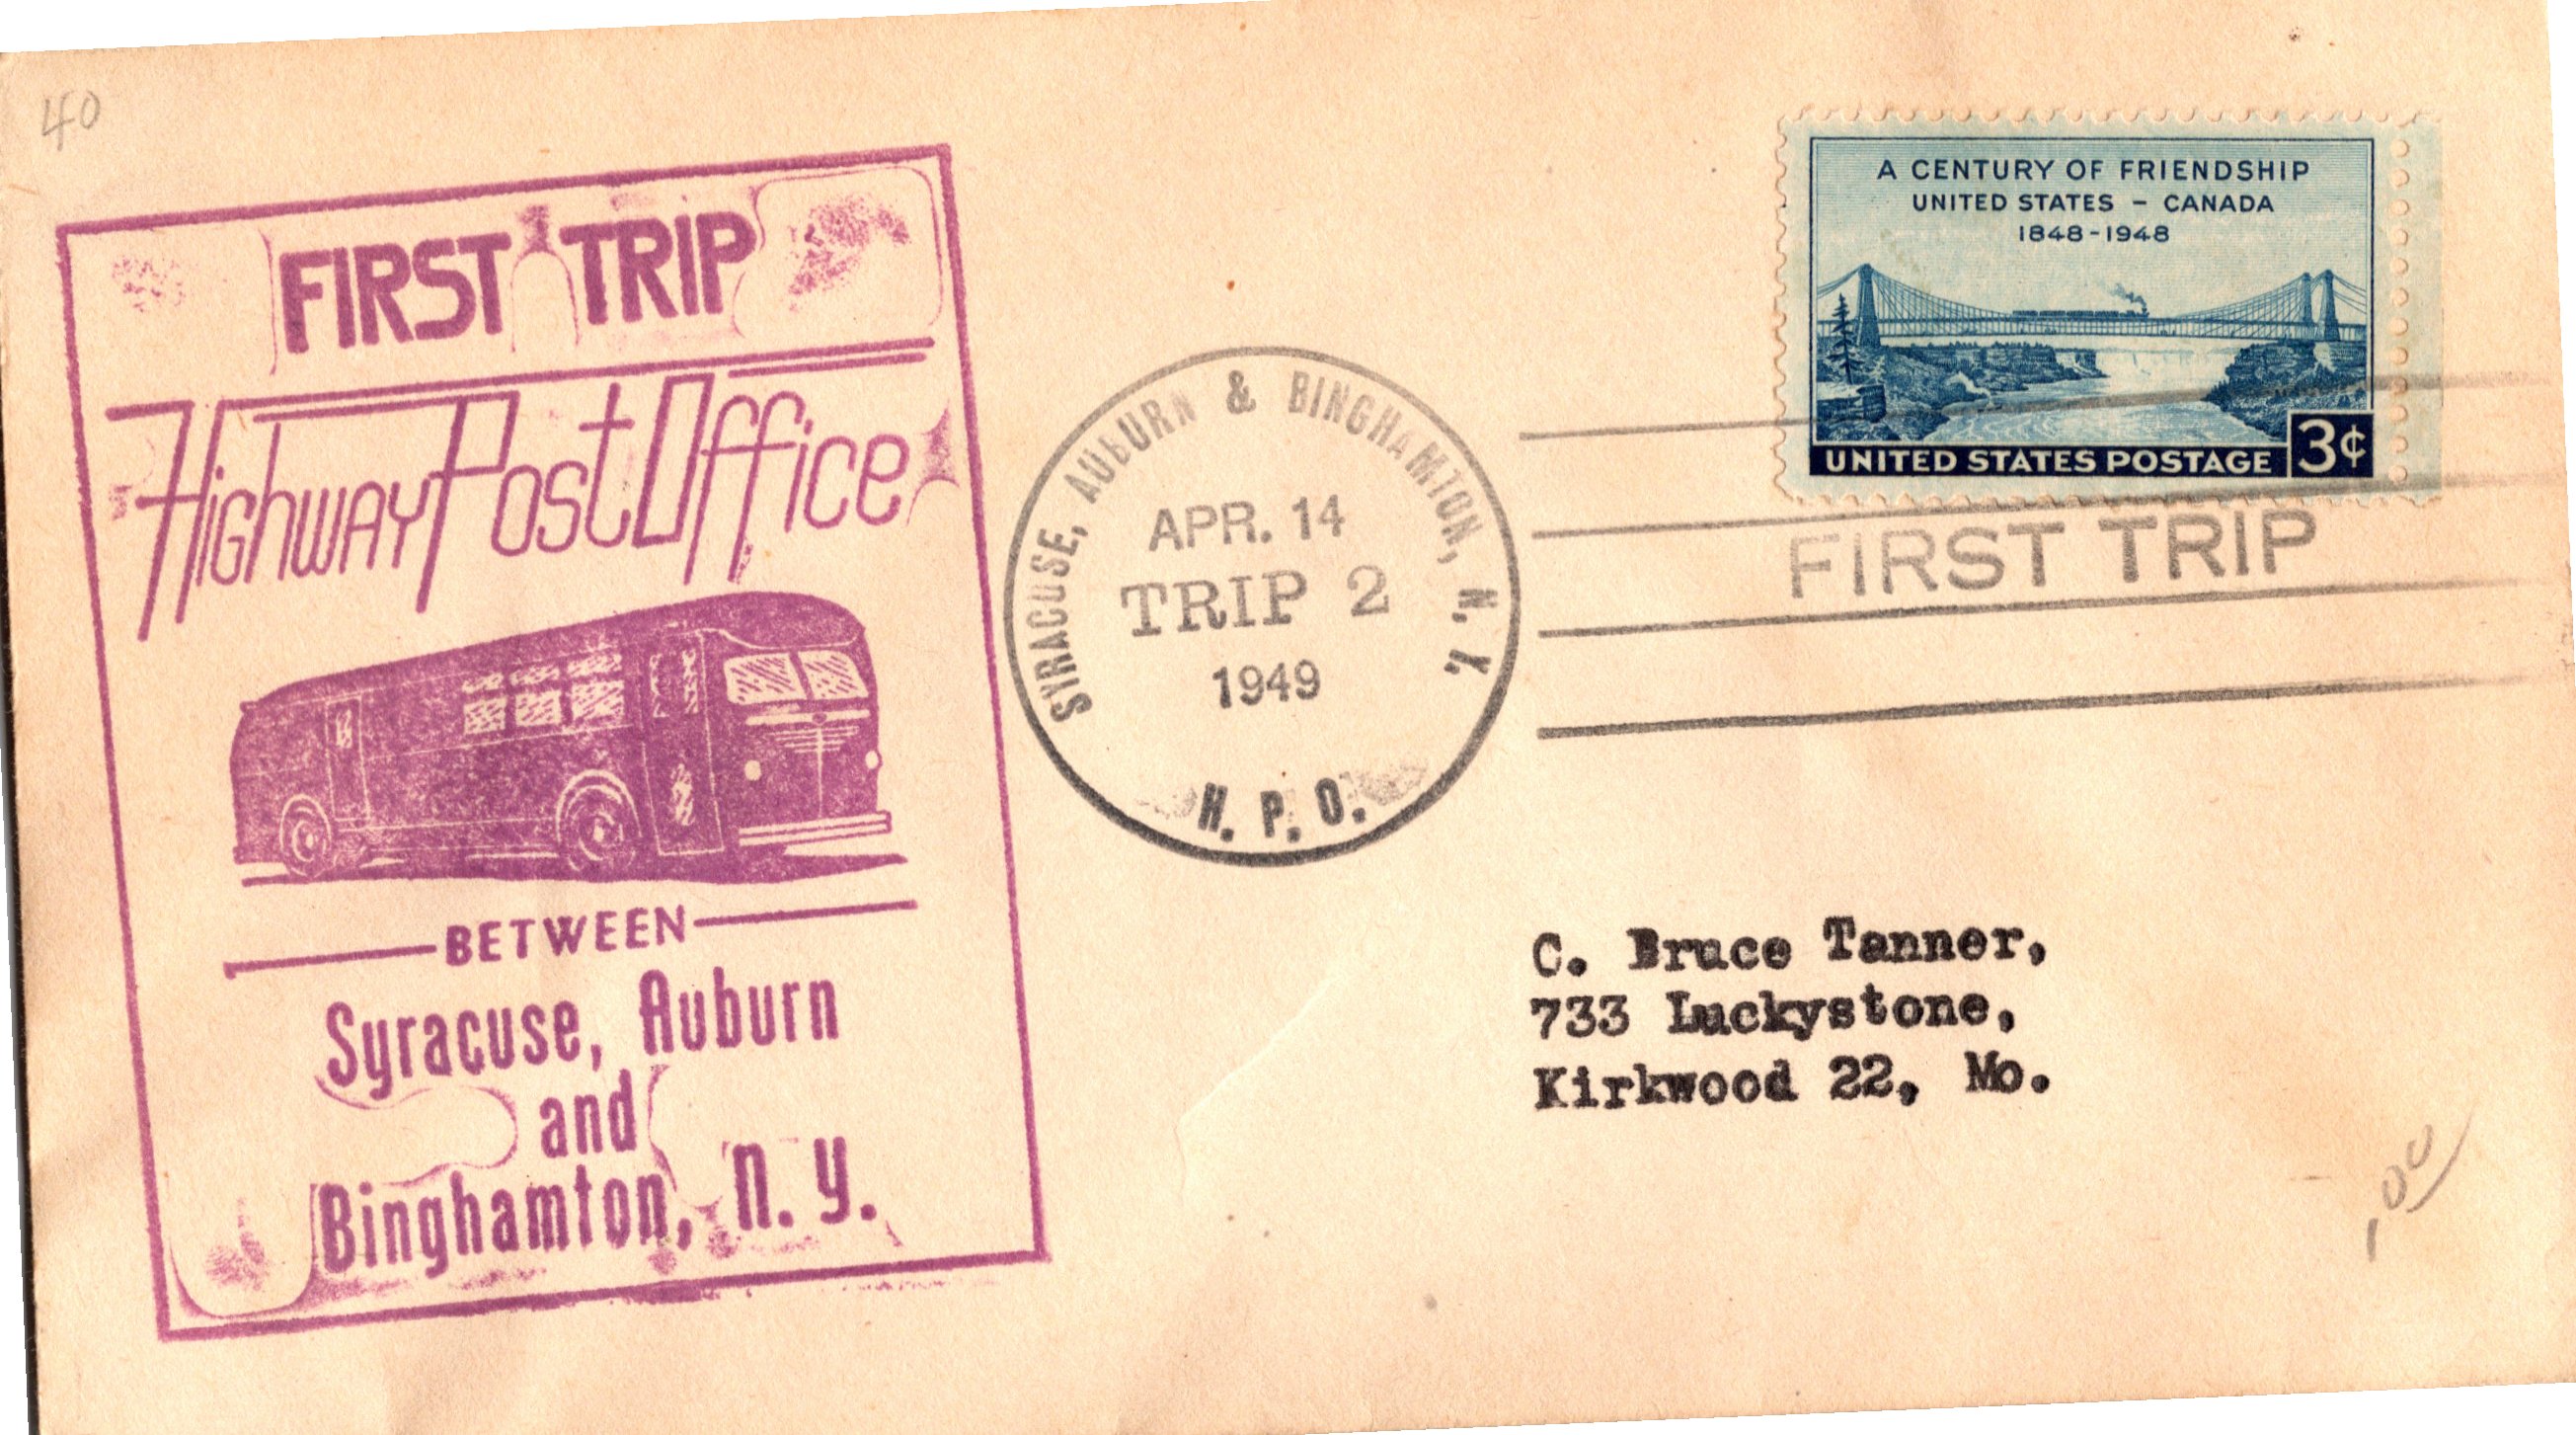 40
FIRST TRIP
Highway Post Office
BETWEEN
Syracuse, Auburn
and
Binghamton, N. Y.
SYRACUSE, AUBURN & BINGHAMTON, N. Y.
APR. 14
TRIP 2
1949
H. P. O.
A CENTURY OF FRIENDSHIP
UNITED STATES – CANADA
1848-1948
UNITED STATES POSTAGE 3¢
FIRST TRIP
C. Bruce Tanner,
733 Luckystone,
Kirkwood 22, Mo.